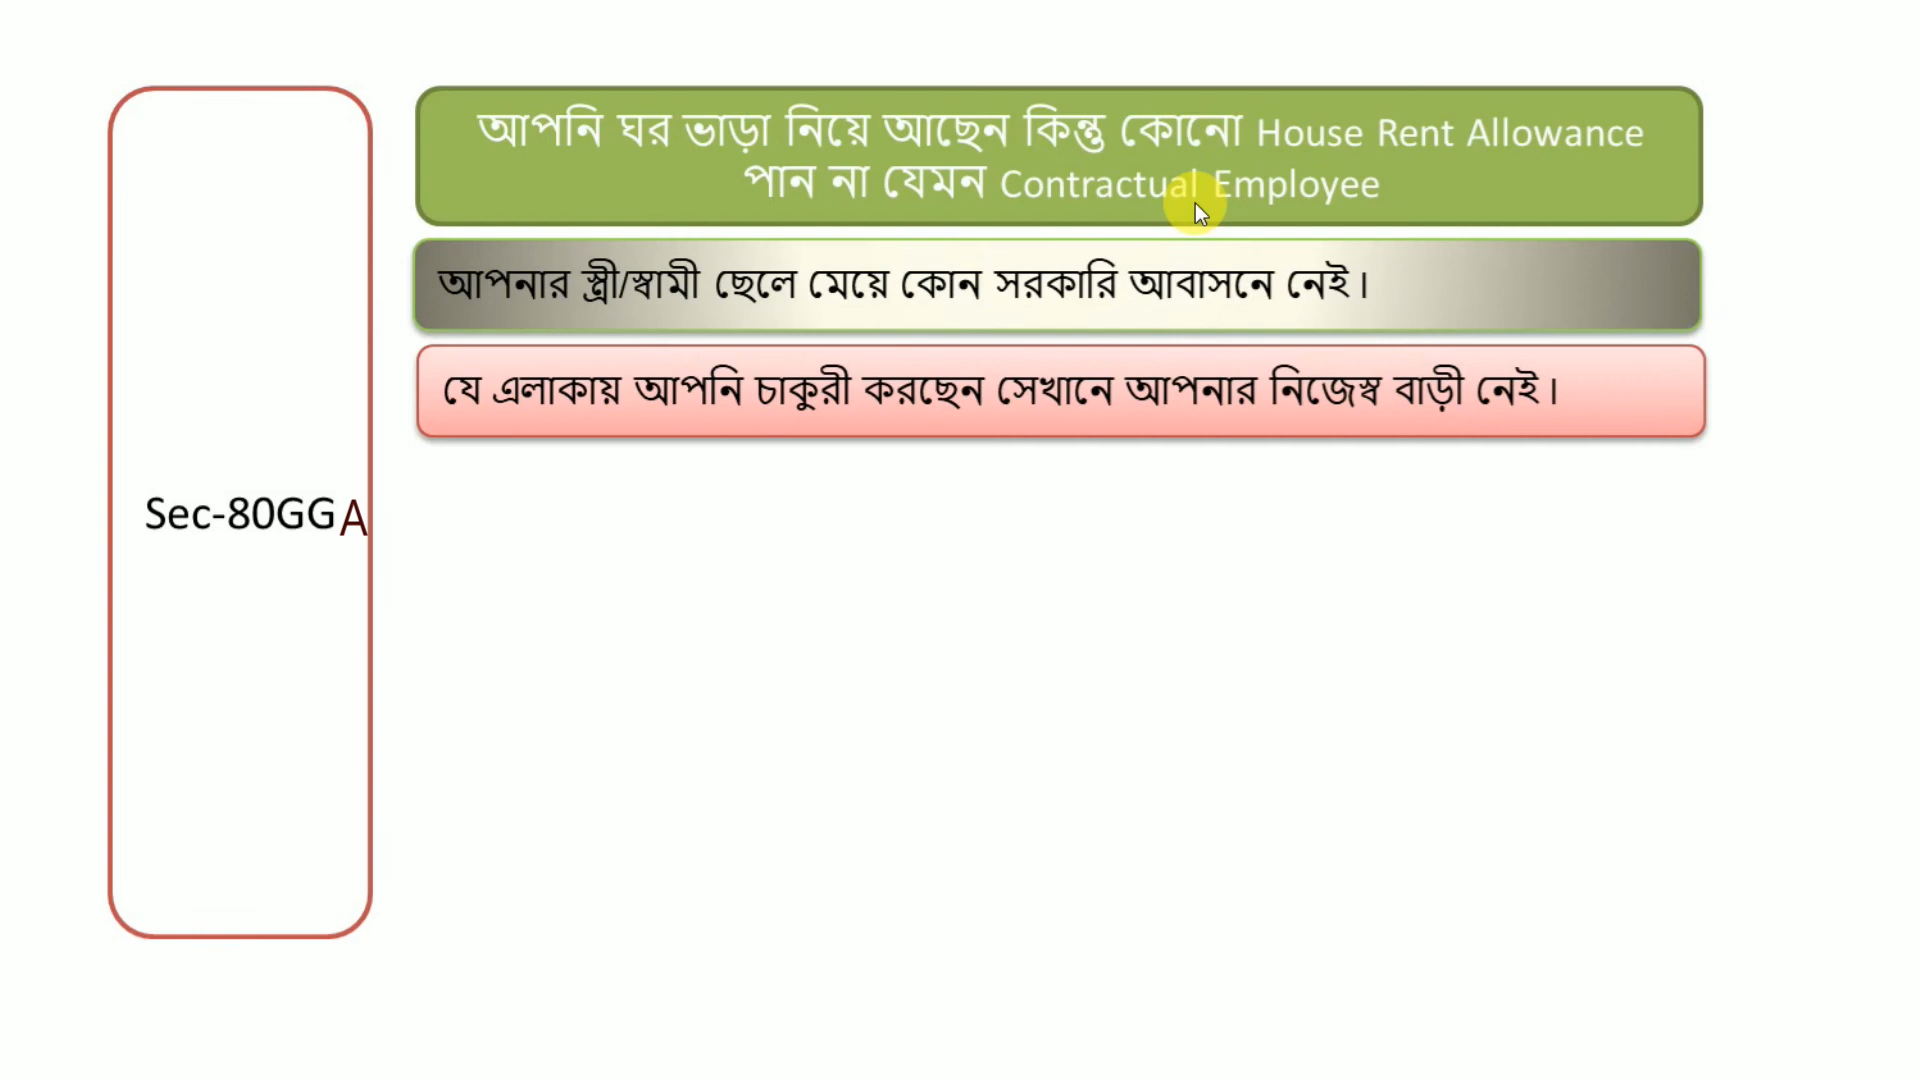 আপনি ঘর ভাড়া নিয়ে আছেন কিন্তু কোনো House Rent Allowance
পান না যেমন Contractual Employee
আপনার স্ত্রী/স্বামী ছেলে মেয়ে কোন সরকারি আবাসনে নেই।
যে এলাকায় আপনি চাকুরী করছেন সেখানে আপনার নিজেস্ব বাড়ী নেই।
Sec-80GGA